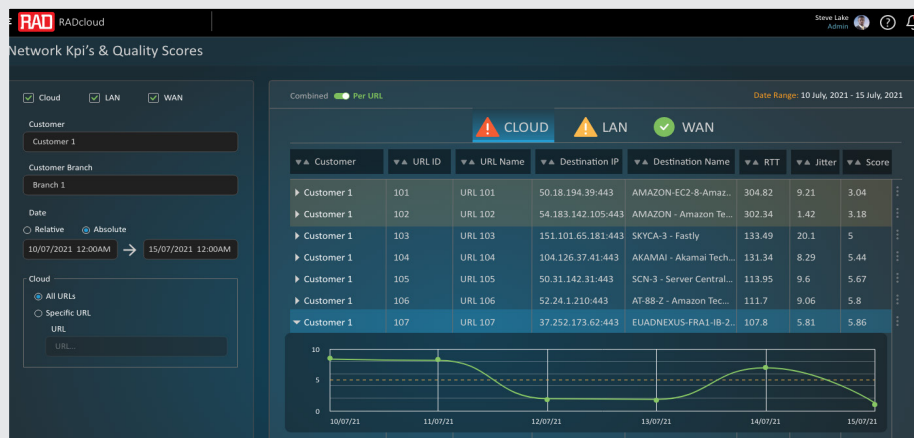 RAD RADcloud
Steve Lake
Admin
Network Kpi's & Quality Scores
Cloud LAN WAN
Customer
Customer 1
Customer Branch
Branch 1
Date
Relative Absolute
10/07/2021 12:00AM → 15/07/2021 12:00AM
Cloud
All URLs
Specific URL
URL
URL...
Combined Per URL
Date Range: 10 July, 2021 - 15 July, 2021
CLOUD LAN WAN
Customer URL ID URL Name Destination IP Destination Name RTT Jitter Score
Customer 1 101 URL 101 50.18.194.39:443 AMAZON-EC2-8-Amaz.. 304.82 9.21 3.04
Customer 1 102 URL 102 54.183.142.105:443 AMAZON - Amazon Te... 302.34 1.42 3.18
Customer 1 103 URL 103 151.101.65.181:443 SKYCA-3 - Fastly 133.49 20.1 5
Customer 1 104 URL 104 104.126.37.41:443 AKAMAI - Akamai Tech... 131.34 8.29 5.44
Customer 1 105 URL 105 50.31.142.31:443 SCN-3 - Server Central... 113.95 9.6 5.67
Customer 1 106 URL 106 52.24.1.210:443 AT-88-Z - Amazon Tec... 111.7 9.06 5.8
Customer 1 107 URL 107 37.252.173.62:443 EUADNEXUS-FRA1-IB-2.. 107.8 5.81 5.86
10
5
0
10/07/21 11/07/21 12/07/21 13/07/21 14/07/21 15/07/21